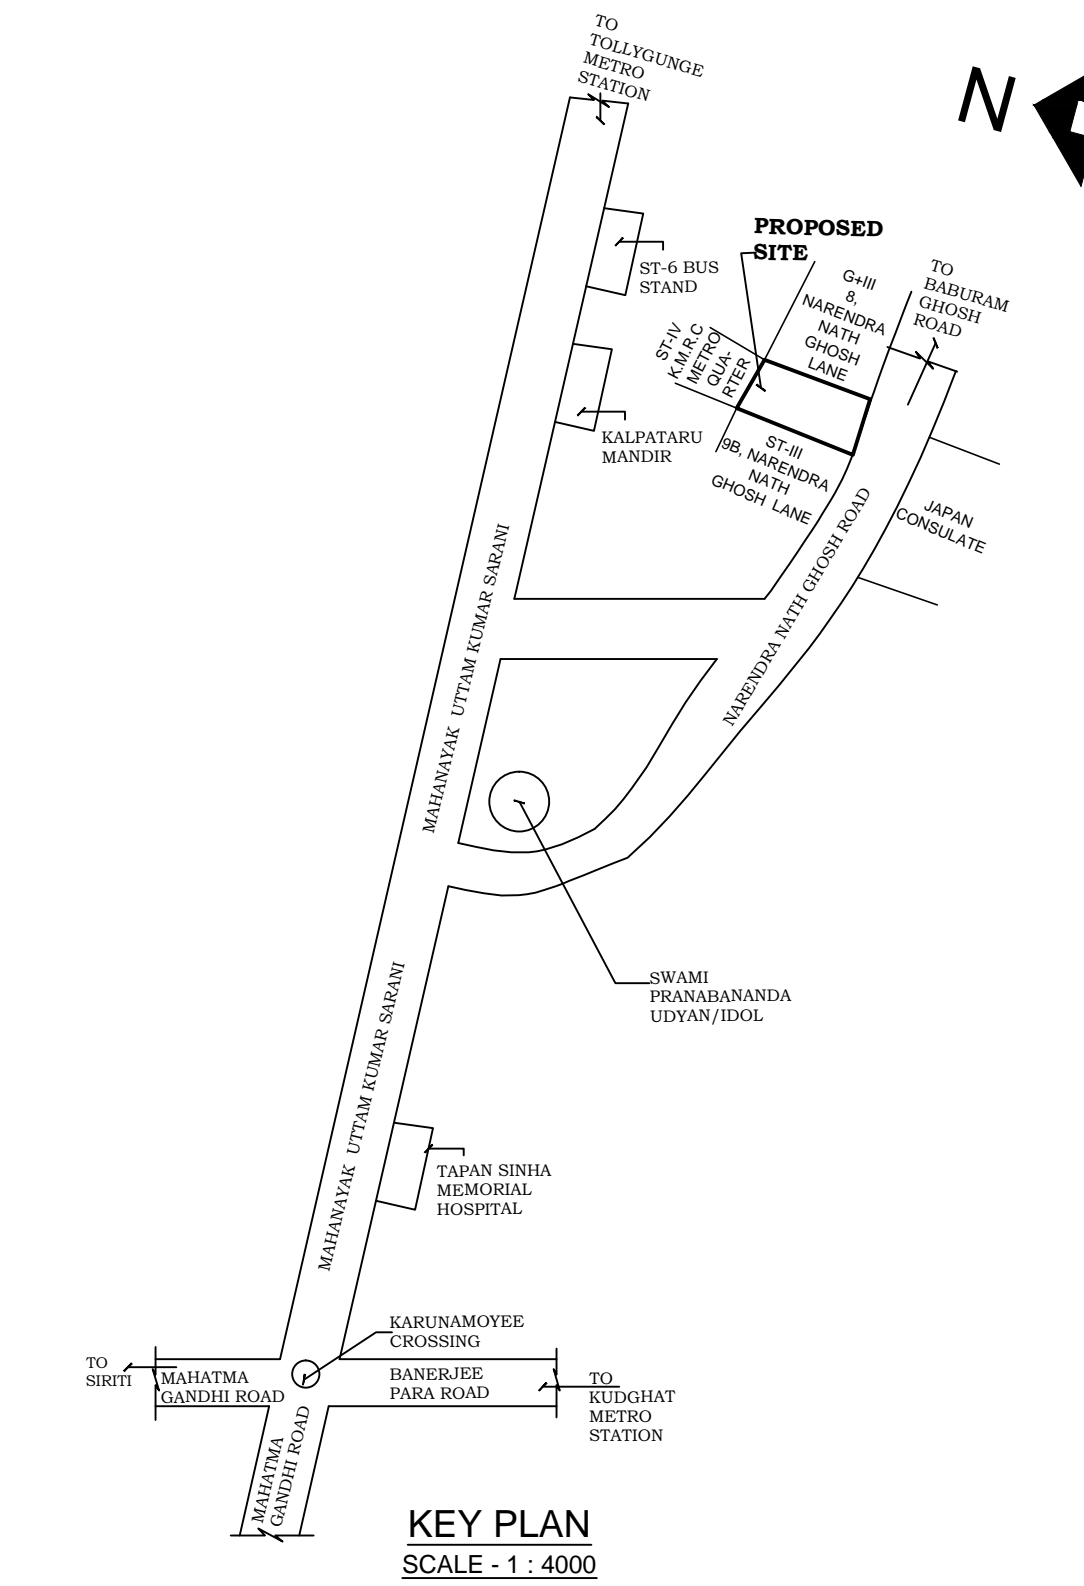 TO
TOLLYGUNGE
METRO
STATION
N
PROPOSED
SITE
ST-6 BUS
STAND
G+III
8,
NARENDRA
NATH
GHOSH
LANE
TO
BABURAM
GHOSH
ROAD
ST-IV
K.M.R.C
METRO
QUA-
RTER
KALPATARU
MANDIR
ST-III
9B, NARENDRA
NATH
GHOSH LANE
JAPAN
CONSULATE
MAHANAYAK UTTAM KUMAR SARANI
NARENDRA NATH GHOSH ROAD
SWAMI
PRANABANANDA
UDYAN/IDOL
MAHANAYAK UTTAM KUMAR SARANI
TAPAN SINHA
MEMORIAL
HOSPITAL
KARUNAMOYEE
CROSSING
TO
SIRITI
MAHATMA
GANDHI ROAD
BANERJEE
PARA ROAD
TO
KUDGHAT
METRO
STATION
MAHATMA
GANDHI ROAD
KEY PLAN
SCALE - 1 : 4000